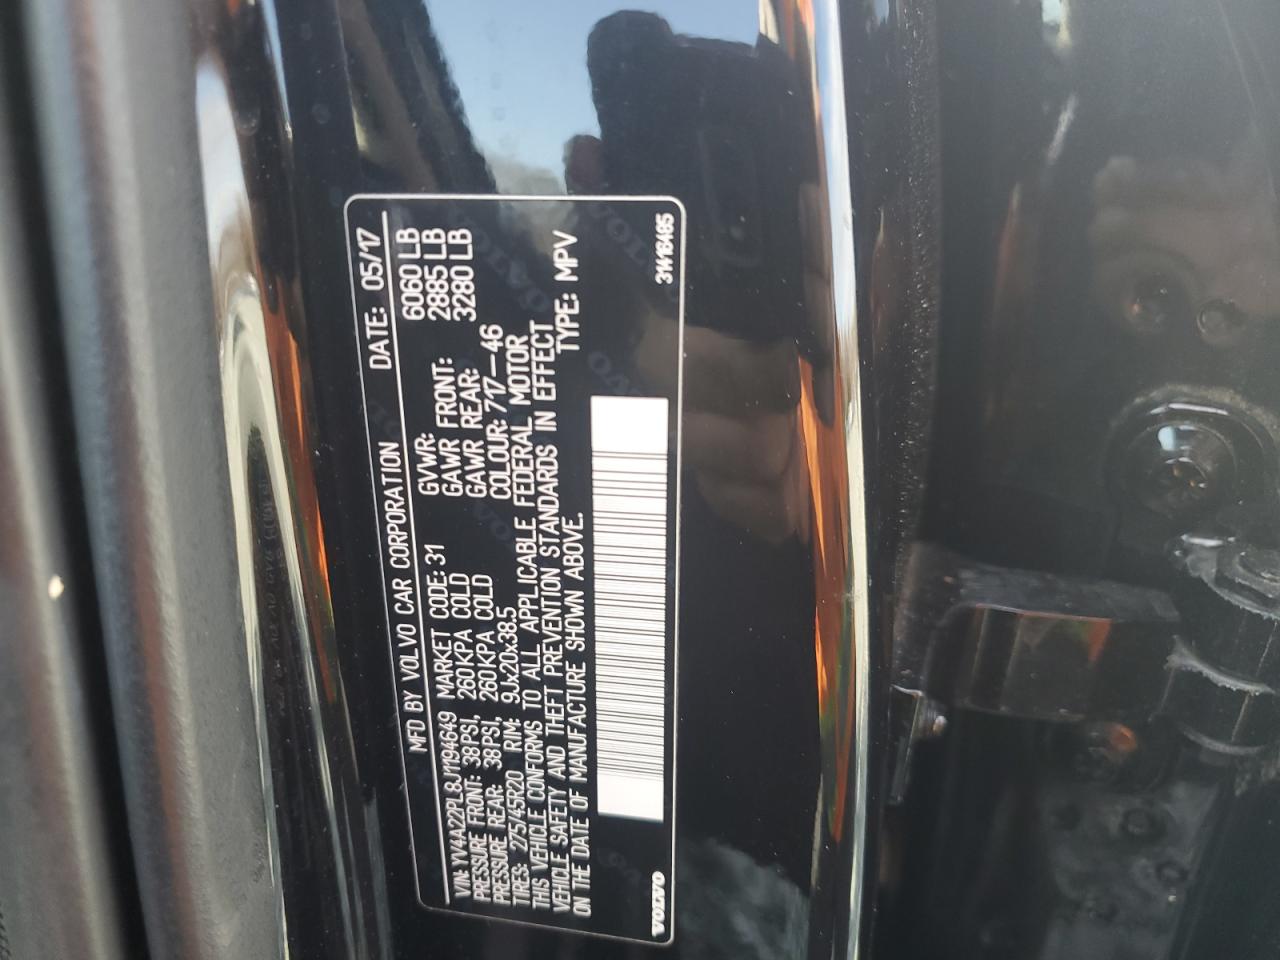 MFD BY VOLVO CAR CORPORATION DATE: 05/17
VIN: YV4A22PL8J1194649 MARKET CODE: 31 GVWR: 6060 LB
PRESSURE FRONT: 38PSI, 260KPA COLD GAWR FRONT: 2885 LB
PRESSURE REAR: 38PSI, 260KPA COLD GAWR REAR: 3280 LB
TIRES: 275/45R20 RIM: 9Jx20x38.5 COLOUR: 717-46
THIS VEHICLE CONFORMS TO ALL APPLICABLE FEDERAL MOTOR
VEHICLE SAFETY AND THEFT PREVENTION STANDARDS IN EFFECT
ON THE DATE OF MANUFACTURE SHOWN ABOVE. TYPE: MPV
VOLVO 31416485